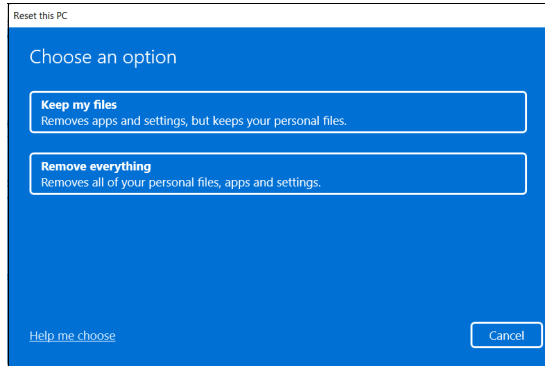 Reset this PC
Choose an option
Keep my files
Removes apps and settings, but keeps your personal files.
Remove everything
Removes all of your personal files, apps and settings.
Help me choose
Cancel